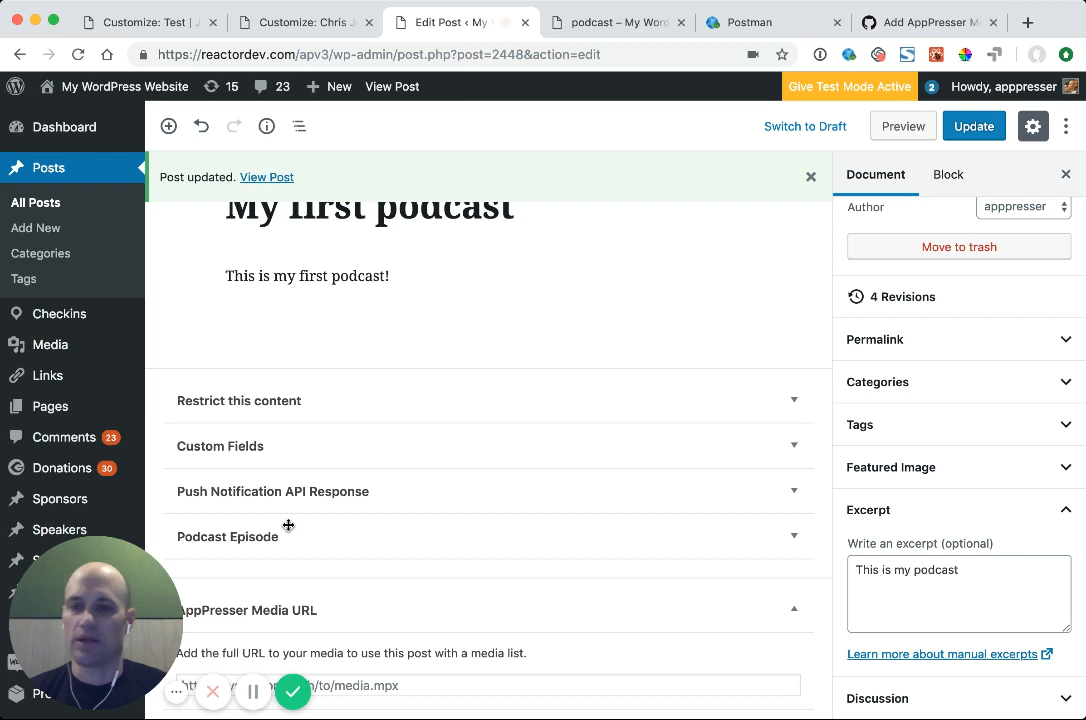 Customize: Test | J
Customize: Chris J
Edit Post ‹ My
podcast – My Wor
Postman
Add AppPresser M
https://reactordev.com/apv3/wp-admin/post.php?post=2448&action=edit
My WordPress Website
15
23
New
View Post
Give Test Mode Active
2
Howdy, apppresser
Dashboard
Posts
All Posts
Add New
Categories
Tags
Checkins
Media
Links
Pages
Comments 23
Donations 30
Sponsors
Speakers
Switch to Draft
Preview
Update
Post updated. View Post
My first podcast
This is my first podcast!
Restrict this content
Custom Fields
Push Notification API Response
Podcast Episode
AppPresser Media URL
Add the full URL to your media to use this post with a media list.
/to/media.mpx
Document
Block
Author
apppresser
Move to trash
4 Revisions
Permalink
Categories
Tags
Featured Image
Excerpt
Write an excerpt (optional)
This is my podcast
Learn more about manual excerpts
Discussion